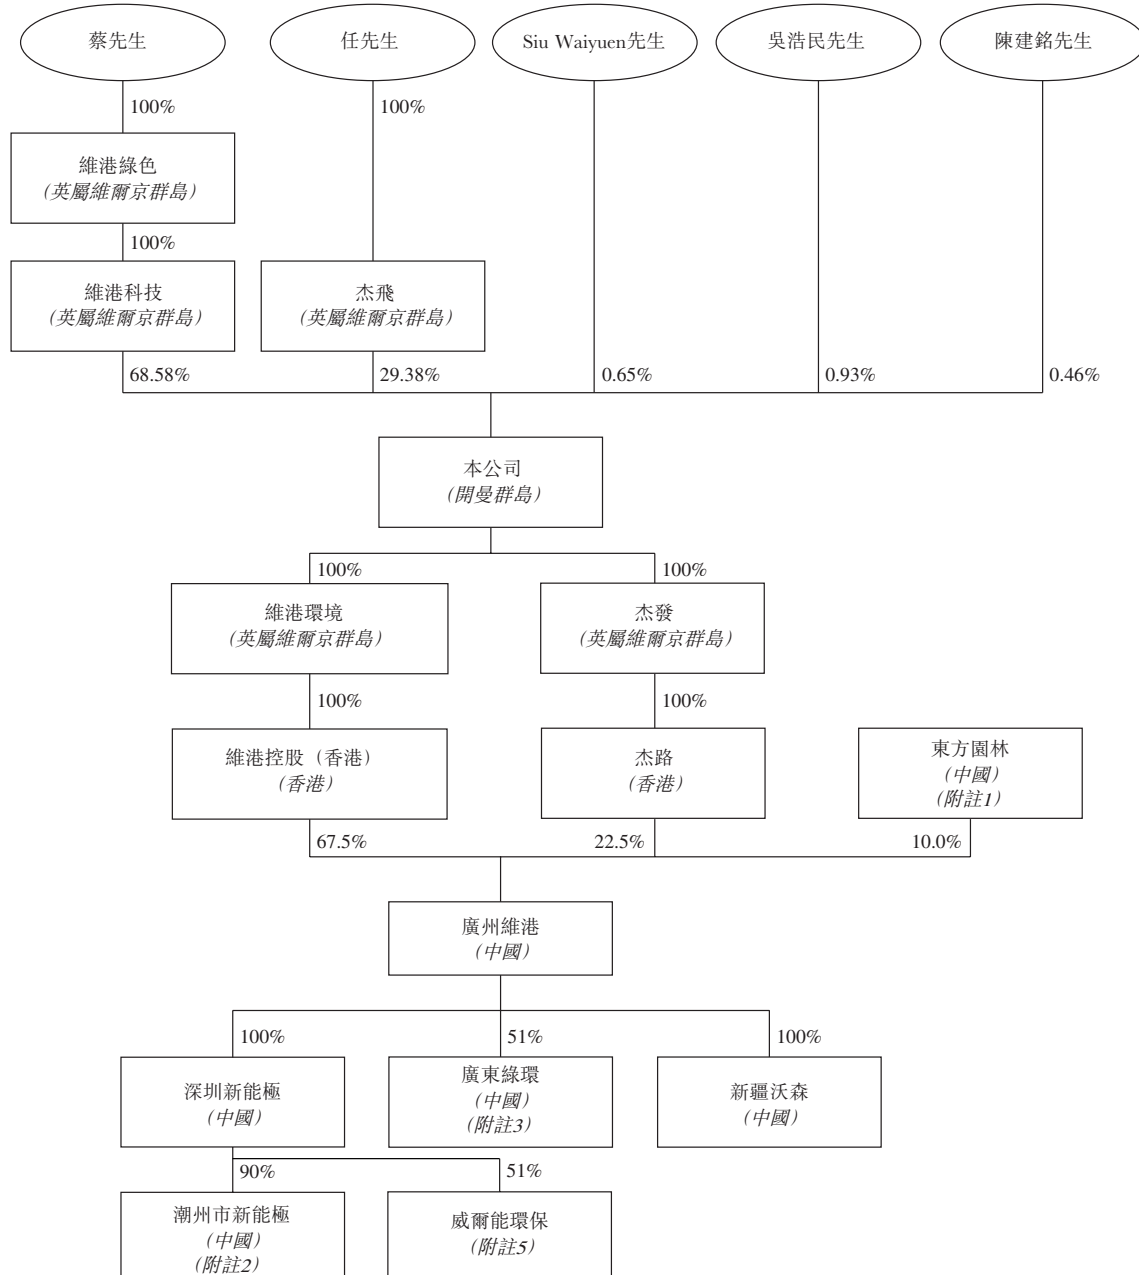 蔡先生
任先生
Siu Waiyuen先生
吳浩民先生
陳建銘先生
100%
100%
維港綠色
（英屬維爾京群島）
100%
維港科技
（英屬維爾京群島）
杰飛
（英屬維爾京群島）
68.58%
29.38%
0.65%
0.93%
0.46%
本公司
（開曼群島）
100%
100%
維港環境
（英屬維爾京群島）
杰發
（英屬維爾京群島）
100%
100%
維港控股（香港）
（香港）
杰路
（香港）
東方園林
（中國）
（附註1）
67.5%
22.5%
10.0%
廣州維港
（中國）
100%
51%
100%
深圳新能極
（中國）
廣東綠環
（中國）
（附註3）
新疆沃森
（中國）
90%
51%
潮州市新能極
（中國）
（附註2）
威爾能環保
（附註5）